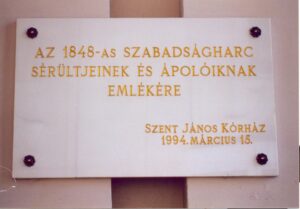 AZ 1848-AS SZABADSÁGHARC
SÉRÜLTJEINEK ÉS ÁPOLÓIKNAK
EMLÉKÉRE
SZENT JÁNOS KÓRHÁZ
1994. MÁRCIUS 15.